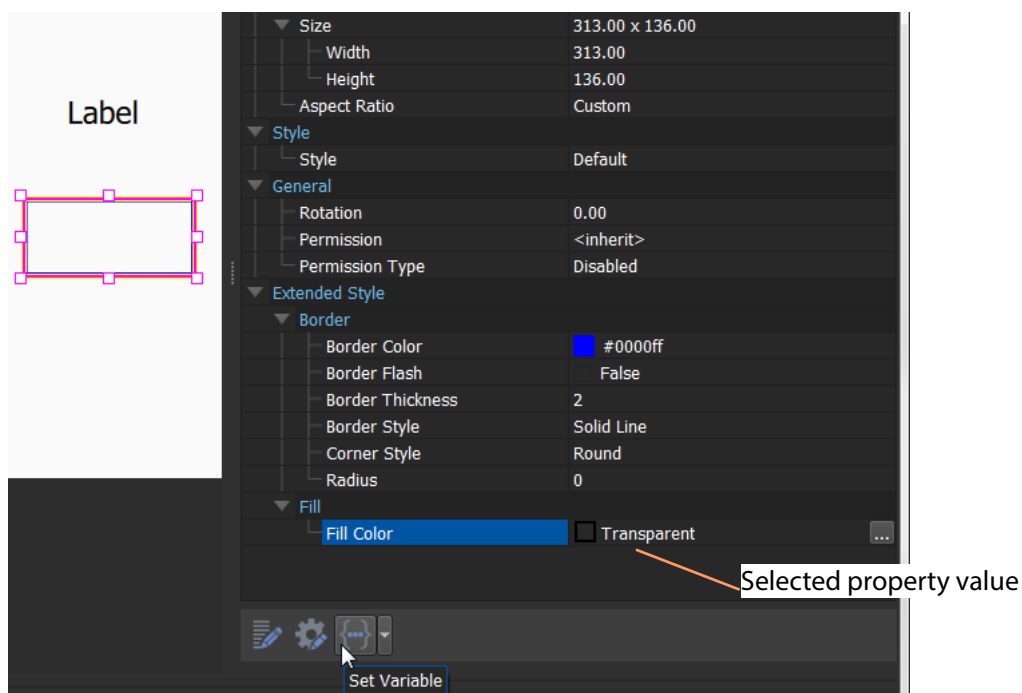 Label
Size 313.00 x 136.00
Width 313.00
Height 136.00
Aspect Ratio Custom
Style
Style Default
General
Rotation 0.00
Permission <inherit>
Permission Type Disabled
Extended Style
Border
Border Color #0000ff
Border Flash False
Border Thickness 2
Border Style Solid Line
Corner Style Round
Radius 0
Fill
Fill Color Transparent ...
Selected property value
Set Variable